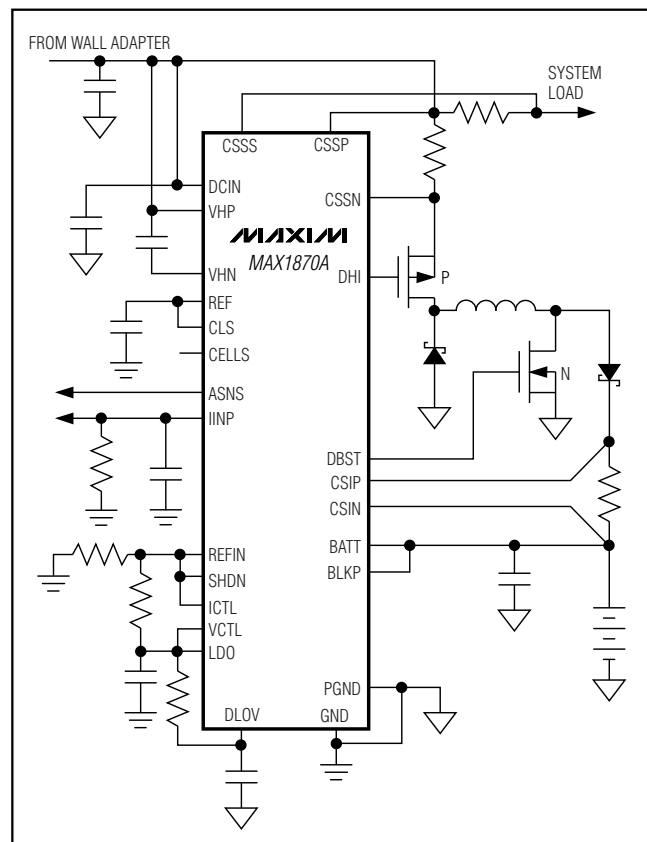 FROM WALL ADAPTER
SYSTEM
LOAD
CSSS
CSSP
DCIN
VHP
CSSN
MAXIM
MAX1870A
VHN
DHI
P
REF
CLS
CELLS
N
ASNS
IINP
DBST
CSIP
CSIN
REFIN
BATT
SHDN
BLKP
ICTL
VCTL
LDO
PGND
DLOV
GND